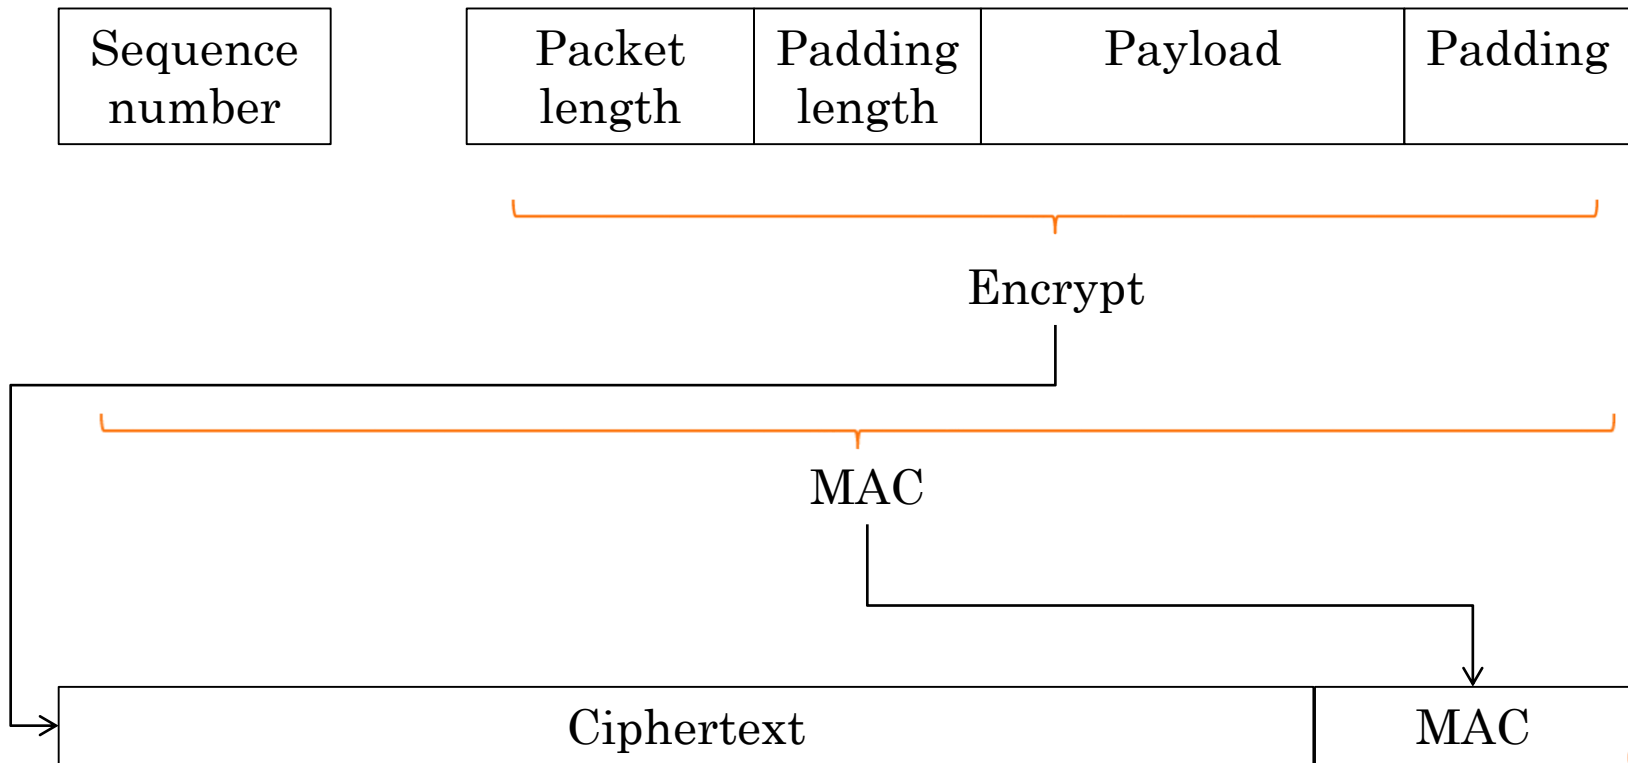 Sequence
number
Packet
length
Padding
length
Payload
Padding
Encrypt
MAC
Ciphertext
MAC